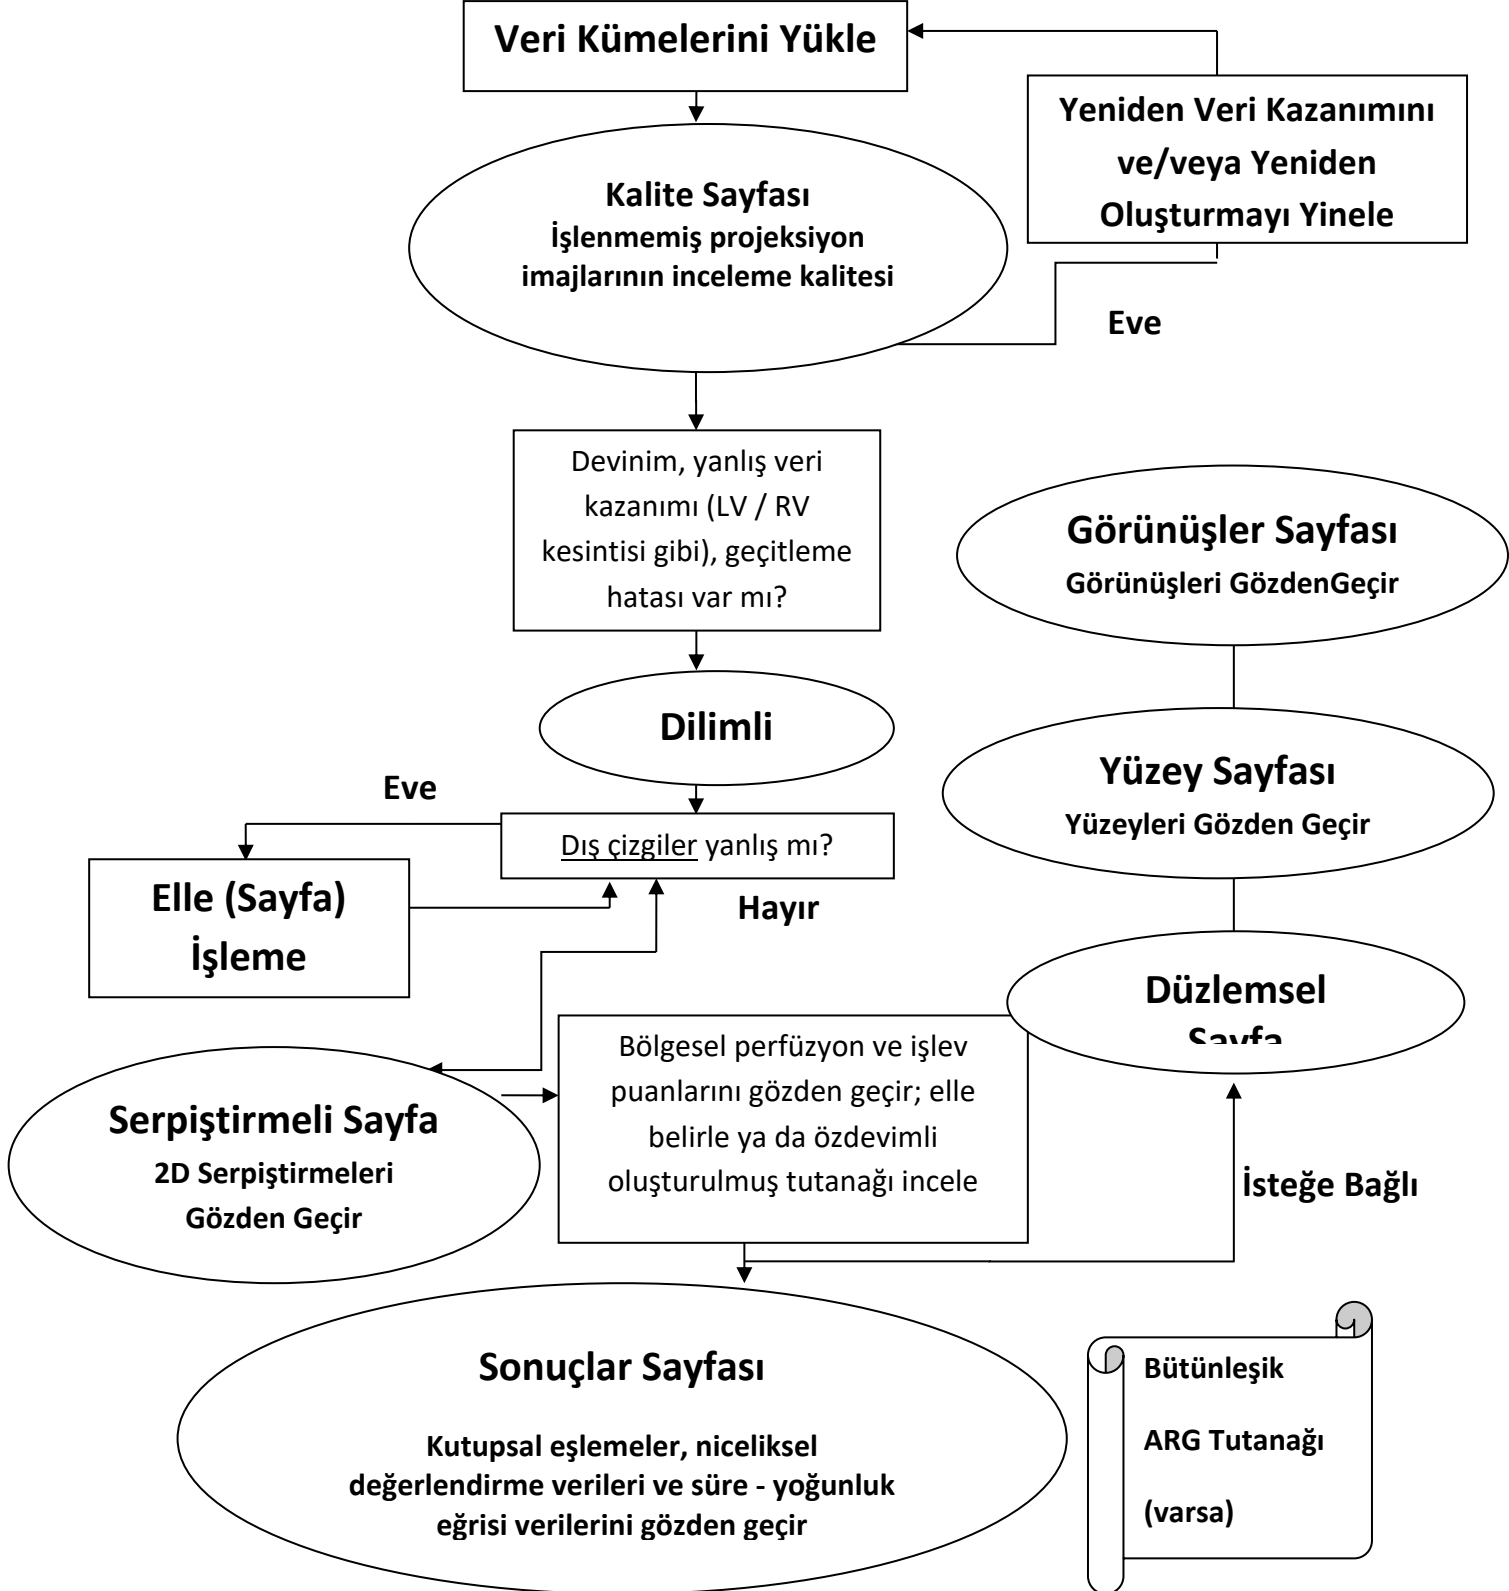 Veri Kümelerini Yükle
Yeniden Veri Kazanımını
ve/veya Yeniden
Oluşturmayı Yinele
Kalite Sayfası
İşlenmemiş projeksiyon
imajlarının inceleme kalitesi
Eve
Devinim, yanlış veri
kazanımı (LV / RV
kesintisi gibi), geçitleme
hatası var mı?
Görünüşler Sayfası
Görünüşleri GözdenGeçir
Dilimli
Yüzey Sayfası
Yüzeyleri Gözden Geçir
Eve
Dış çizgiler yanlış mı?
Elle (Sayfa)
İşleme
Hayır
Düzlemsel
Sayfa
Bölgesel perfüzyon ve işlev
puanlarını gözden geçir; elle
belirle ya da özdevimli
oluşturulmuş tutanağı incele
Serpiştirmeli Sayfa
2D Serpiştirmeleri
Gözden Geçir
İsteğe Bağlı
Sonuçlar Sayfası
Kutupsal eşlemeler, niceliksel
değerlendirme verileri ve süre - yoğunluk
eğrisi verilerini gözden geçir
Bütünleşik
ARG Tutanağı
(varsa)